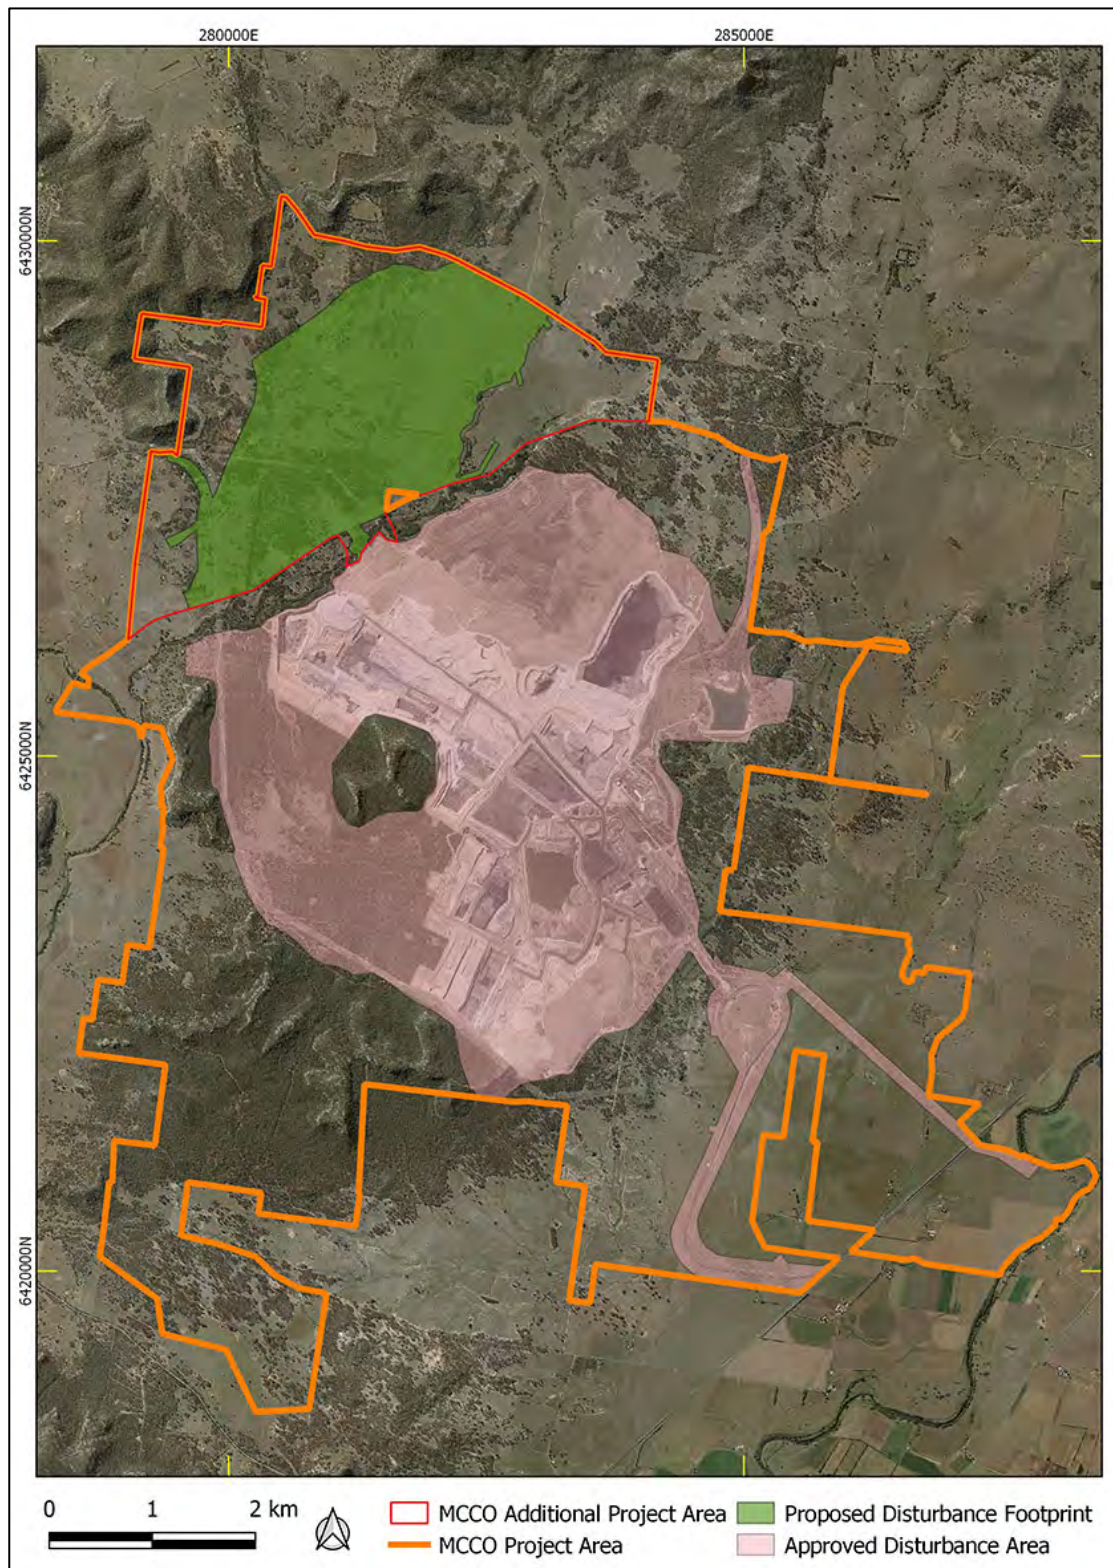 280000E 285000E
6430000N
6425000N
6420000N
0 1 2 km
MCCO Additional Project Area
MCCO Project Area
Proposed Disturbance Footprint
Approved Disturbance Area